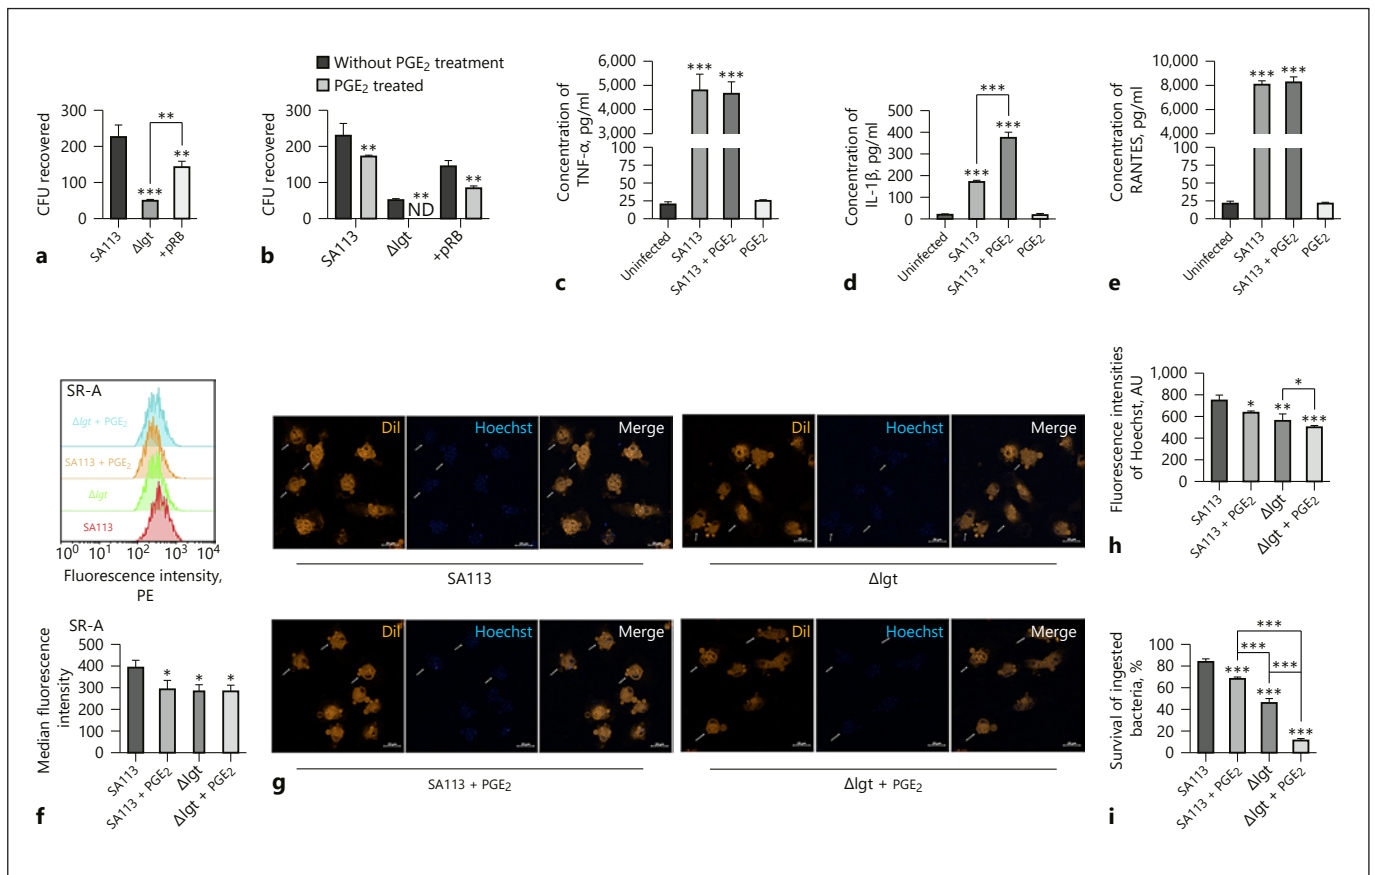 Without PGE2 treatment
PGE2 treated
300
200
100
0
CFU recovered
**
***
**
SA113
Δlgt
+pRB
a
300
200
100
0
CFU recovered
**
**
ND
**
SA113
Δlgt
+pRB
b
6,000
5,000
4,000
3,000
100
75
50
25
0
Concentration of
TNF-α, pg/ml
***
***
Uninfected
SA113
SA113 + PGE2
PGE2
c
500
400
300
200
100
0
Concentration of
IL-1β, pg/ml
***
***
***
Uninfected
SA113
SA113 + PGE2
PGE2
d
10,000
8,000
6,000
4,000
100
75
50
25
0
Concentration of
RANTES, pg/ml
***
***
Uninfected
SA113
SA113 + PGE2
PGE2
e
SR-A
Δlgt + PGE2
SA113 + PGE2
Δlgt
SA113
10^0 10^1 10^2 10^3 10^4
Fluorescence intensity,
PE
SR-A
500
400
300
200
100
0
Median fluorescence
intensity
*
*
*
SA113
SA113 + PGE2
Δlgt
Δlgt + PGE2
f
DiI
Hoechst
Merge
SA113
DiI
Hoechst
Merge
Δlgt
DiI
Hoechst
Merge
SA113 + PGE2
DiI
Hoechst
Merge
Δlgt + PGE2
g
1,000
800
600
400
200
0
Fluorescence intensities
of Hoechst, AU
*
*
**
***
SA113
SA113 + PGE2
Δlgt
Δlgt + PGE2
h
100
80
60
40
20
0
Survival of ingested
bacteria, %
***
***
***
***
***
***
SA113
SA113 + PGE2
Δlgt
Δlgt + PGE2
i